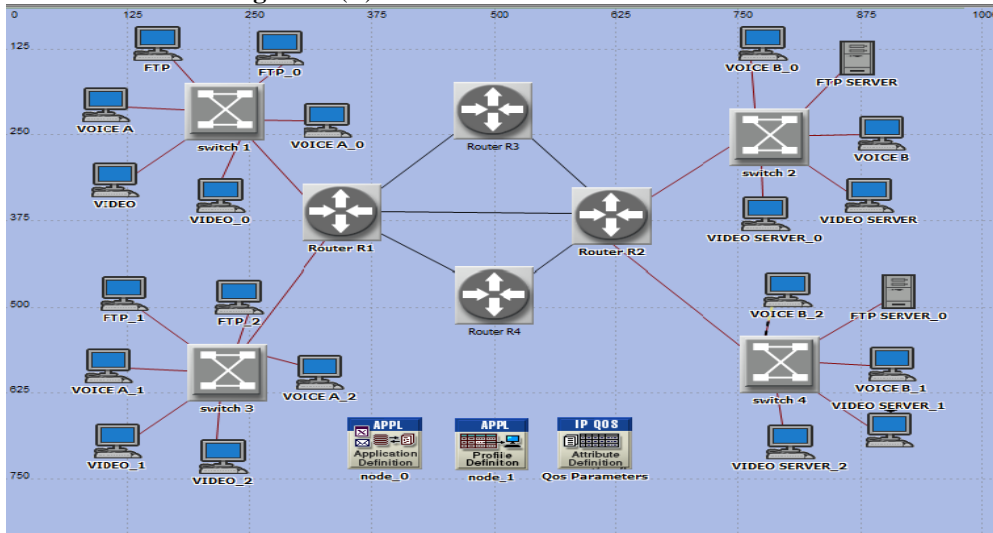 0 125 250 375 500 625 750 875 1000
125
FTP
FTP_0
VOICE B_0
FTP SERVER
VOICE A
VOICE A_0
250
switch 1
Router R3
VOICE B
switch 2
VIDEO
VIDEO_0
VIDEO SERVER
375
VIDEO SERVER_0
Router R1
Router R2
500
FTP_1
FTP_2
VOICE B_2
FTP SERVER_0
Router R4
625
VOICE A_1
VOICE A_2
VOICE B_1
switch 3
switch 4
VIDEO SERVER_1
APPL
Application
Definition
node_0
APPL
Profile
Definition
node_1
IP QOS
Attribute
Definition
Qos Parameters
VIDEO_1
VIDEO_2
VIDEO SERVER_2
750